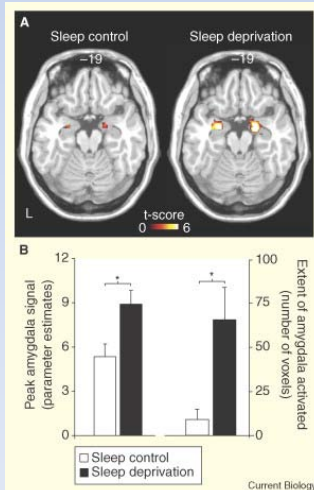 A
Sleep control
Sleep deprivation
–19
–19
L
t-score
0
6
B
Peak amygdala signal
(parameter estimates)
12
9
6
3
0
*
*
100
75
50
25
0
Extent of amygdala activated
(number of voxels)
Sleep control
Sleep deprivation
Current Biology